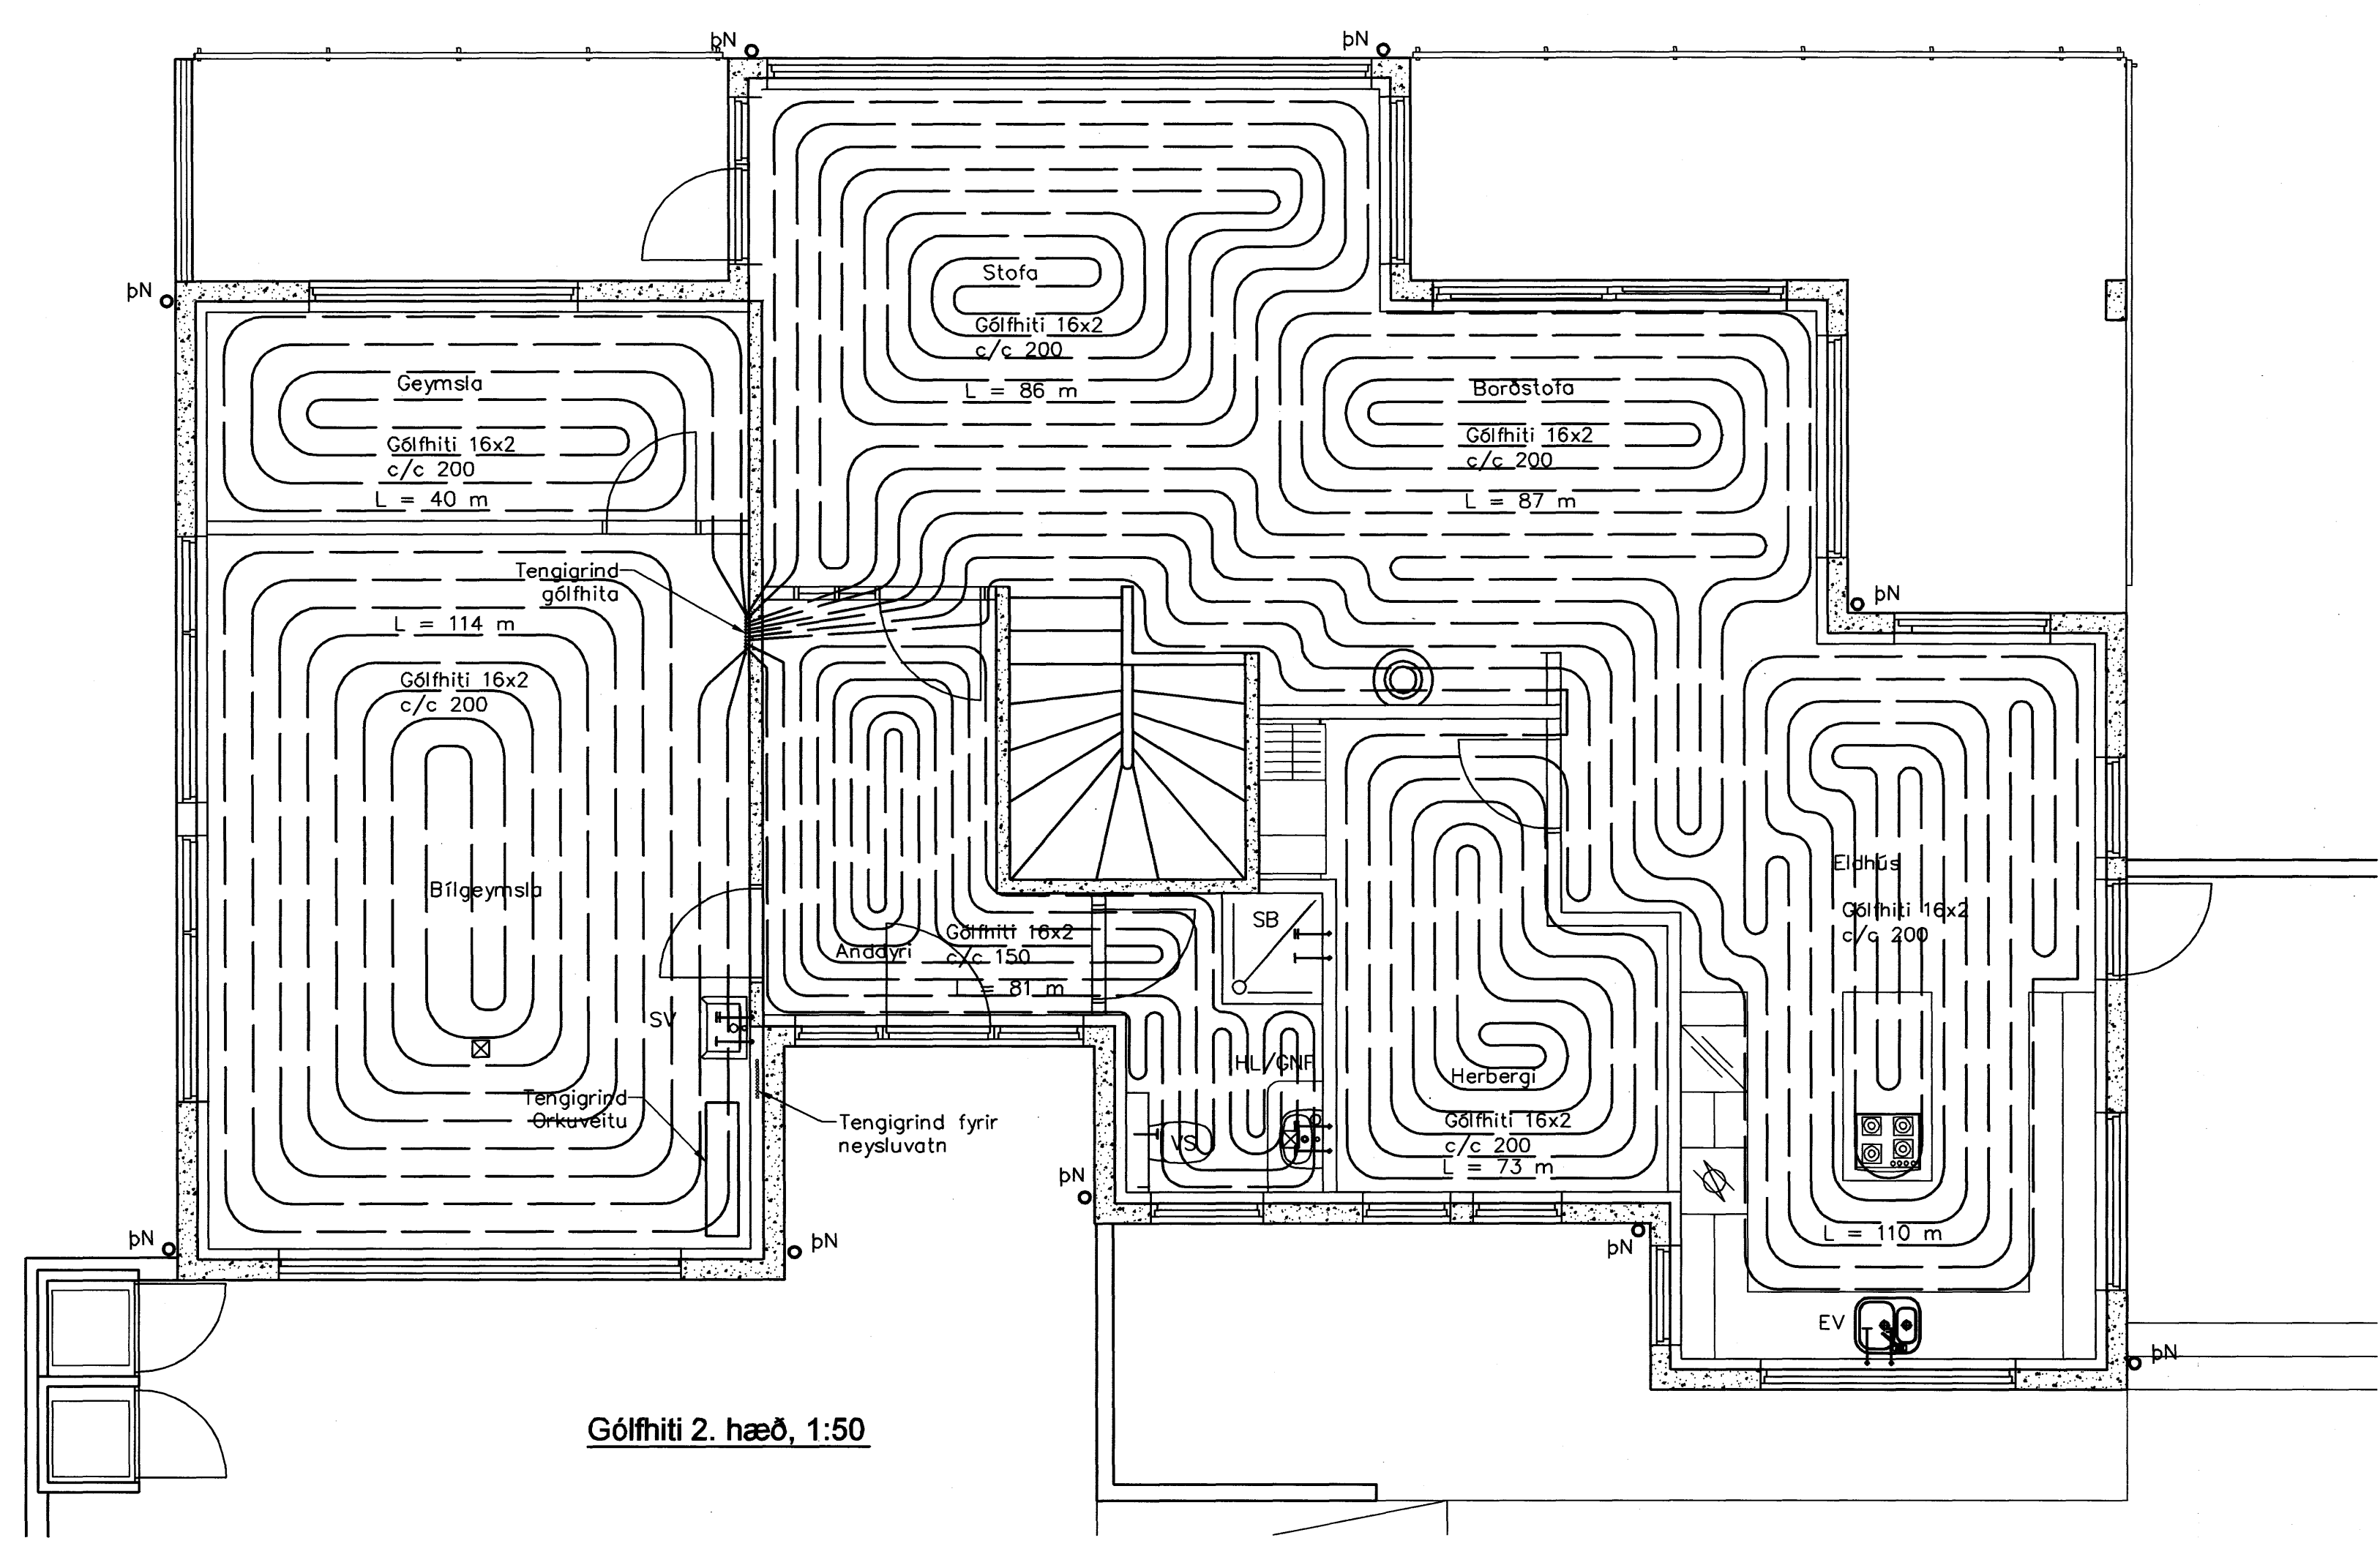 þN
þN
þN
Stofa
Gólfhiti 16x2
c/c 200
L = 86 m
Geymsla
Gólfhiti 16x2
c/c 200
L = 40 m
Borðstofa
Gólfhiti 16x2
c/c 200
L = 87 m
Tengigrind
gólfhita
þN
L = 114 m
Gólfhiti 16x2
c/c 200
Bílgeymsla
Eldhús
Gólfhiti 16x2
c/c 200
SB
Anddyri
Gólfhiti 16x2
c/c 150
L = 81 m
SV
HL/GNF
Herbergi
Tengigrind
Orkuveitu
Tengigrind fyrir
neysluvatn
VS
Gólfhiti 16x2
c/c 200
L = 73 m
þN
L = 110 m
þN
þN
þN
EV
þN
Gólfhiti 2. hæð, 1:50